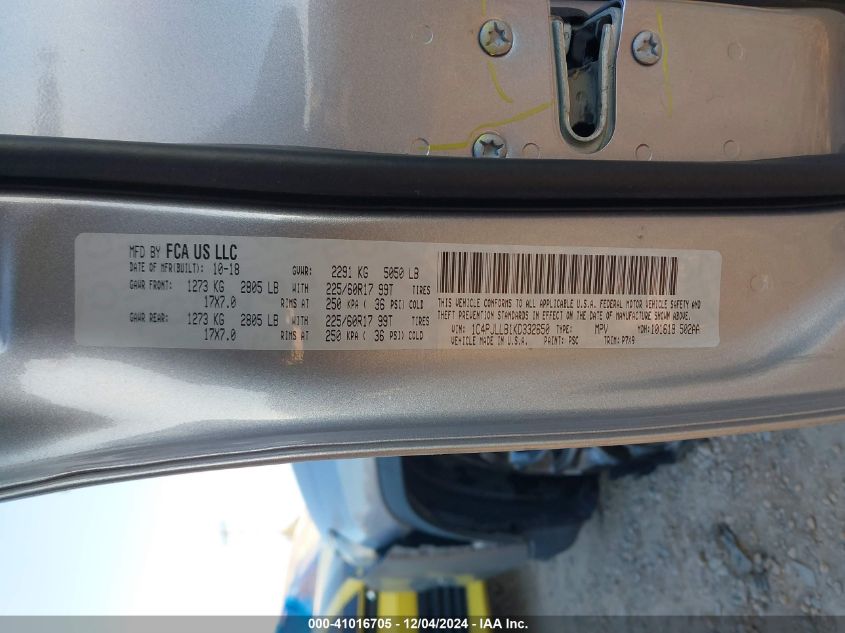 MFD BY FCA US LLC
DATE OF MFR(BUILT): 10-18 GVWR: 2291 KG 5050 LB
GAWR FRONT: 1273 KG 2805 LB WITH 225/60R17 99T TIRES
17X7.0 RIMS AT 250 KPA ( 36 PSI) COLD
GAWR REAR: 1273 KG 2805 LB WITH 225/60R17 99T TIRES
17X7.0 RIMS AT 250 KPA ( 36 PSI) COLD
THIS VEHICLE CONFORMS TO ALL APPLICABLE U.S.A. FEDERAL MOTOR VEHICLE SAFETY AND
THEFT PREVENTION STANDARDS IN EFFECT ON THE DATE OF MANUFACTURE SHOWN ABOVE.
VIN: 1C4PJLLB1KD332650 TYPE: MPV MDH: 101618 502AA
VEHICLE MADE IN U.S.A. PAINT: PSC TRIM: P7X9
000-41016705 - 12/04/2024 - IAA Inc.